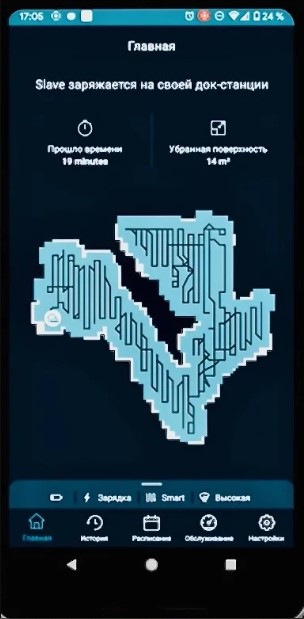 17:05
24 %
Главная
Slave заряжается на своей док-станции
Прошло времени
19 minutes
Убранная поверхность
14 m²
Зарядка
Smart
Высокая
Главная
История
Расписание
Обслуживание
Настройки